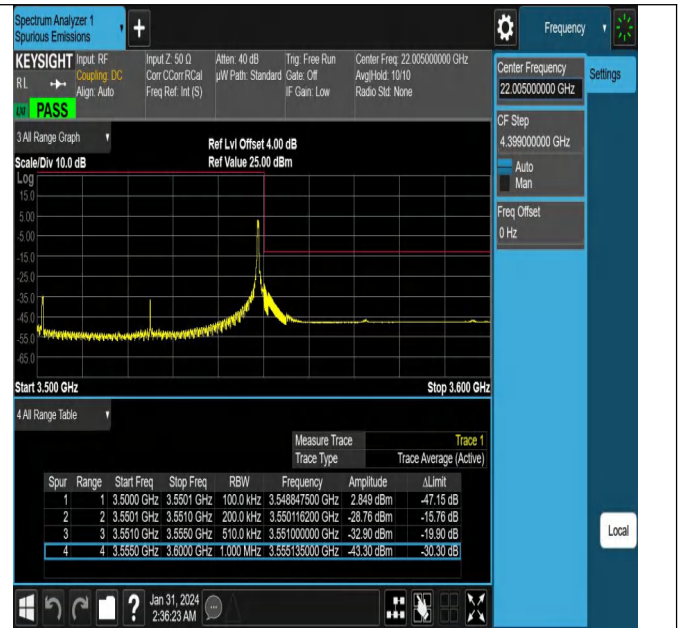 Spectrum Analyzer 1
Spurious Emissions
+
Frequency
KEYSIGHT Input: RF Input Z: 50 Ω Atten: 40 dB Trig: Free Run Center Freq: 22.005000000 GHz
RL Coupling: DC Corr CCorr RCal µW Path: Standard Gate: Off Avg|Hold: 10/10
Align: Auto Freq Ref: Int (S) IF Gain: Low Radio Std: None
PASS
Center Frequency
22.005000000 GHz
Settings
CF Step
4.399000000 GHz
Auto
Man
Freq Offset
0 Hz
3 All Range Graph
Ref Lvl Offset 4.00 dB
Scale/Div 10.0 dB Ref Value 25.00 dBm
Log
15.0
5.00
-5.00
-15.0
-25.0
-35.0
-45.0
-55.0
-65.0
Start 3.500 GHz Stop 3.600 GHz
4 All Range Table
Measure Trace Trace 1
Trace Type Trace Average (Active)
Spur Range Start Freq Stop Freq RBW Frequency Amplitude ΔLimit
1 1 3.5000 GHz 3.5501 GHz 100.0 kHz 3.548847500 GHz 2.849 dBm -47.15 dB
2 2 3.5501 GHz 3.5510 GHz 200.0 kHz 3.550116200 GHz -28.76 dBm -15.76 dB
3 3 3.5510 GHz 3.5550 GHz 510.0 kHz 3.551000000 GHz -32.90 dBm -19.90 dB
4 4 3.5550 GHz 3.6000 GHz 1.000 MHz 3.555135000 GHz -43.30 dBm -30.30 dB
Local
? Jan 31, 2024
2:36:23 AM